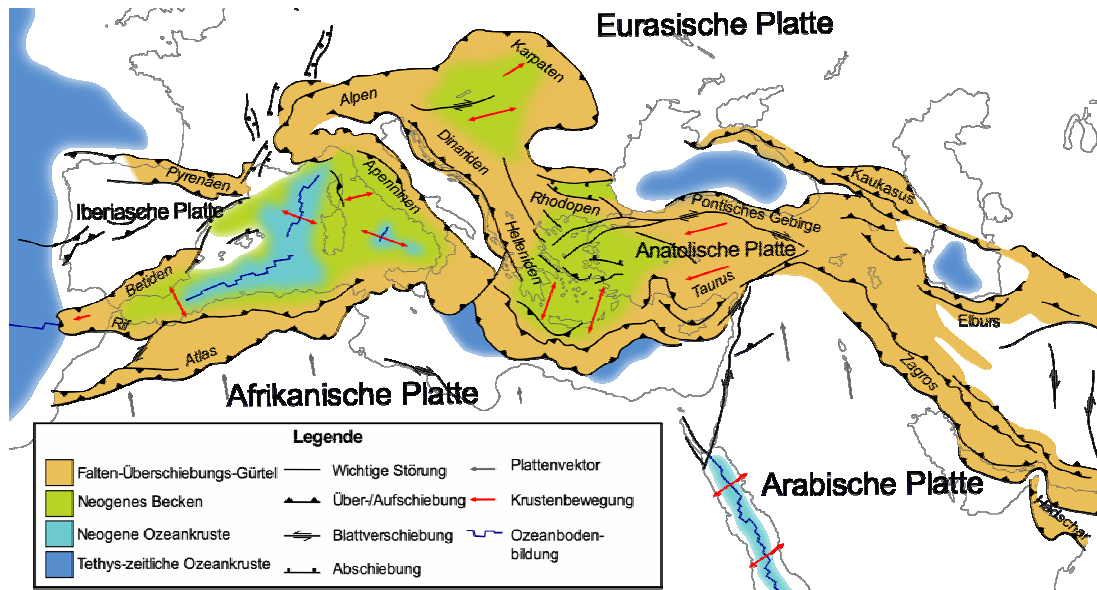 Eurasische Platte
Karpaten
Alpen
Dinariden
Pyrenäen
Apenninen
Kaukasus
Iberiasche Platte
Rhodopen
Pontisches Gebirge
Helleniden
Anatolische Platte
Betiden
Taurus
Rif
Elburs
Atlas
Zagros
Afrikanische Platte
Arabische Platte
Hadschar
Legende
Falten-Überschiebungs-Gürtel
Wichtige Störung
Plattenvektor
Neogenes Becken
Über-/Aufschiebung
Krustenbewegung
Neogene Ozeankruste
Blattverschiebung
Ozeanboden-
bildung
Tethys-zeitliche Ozeankruste
Abschiebung